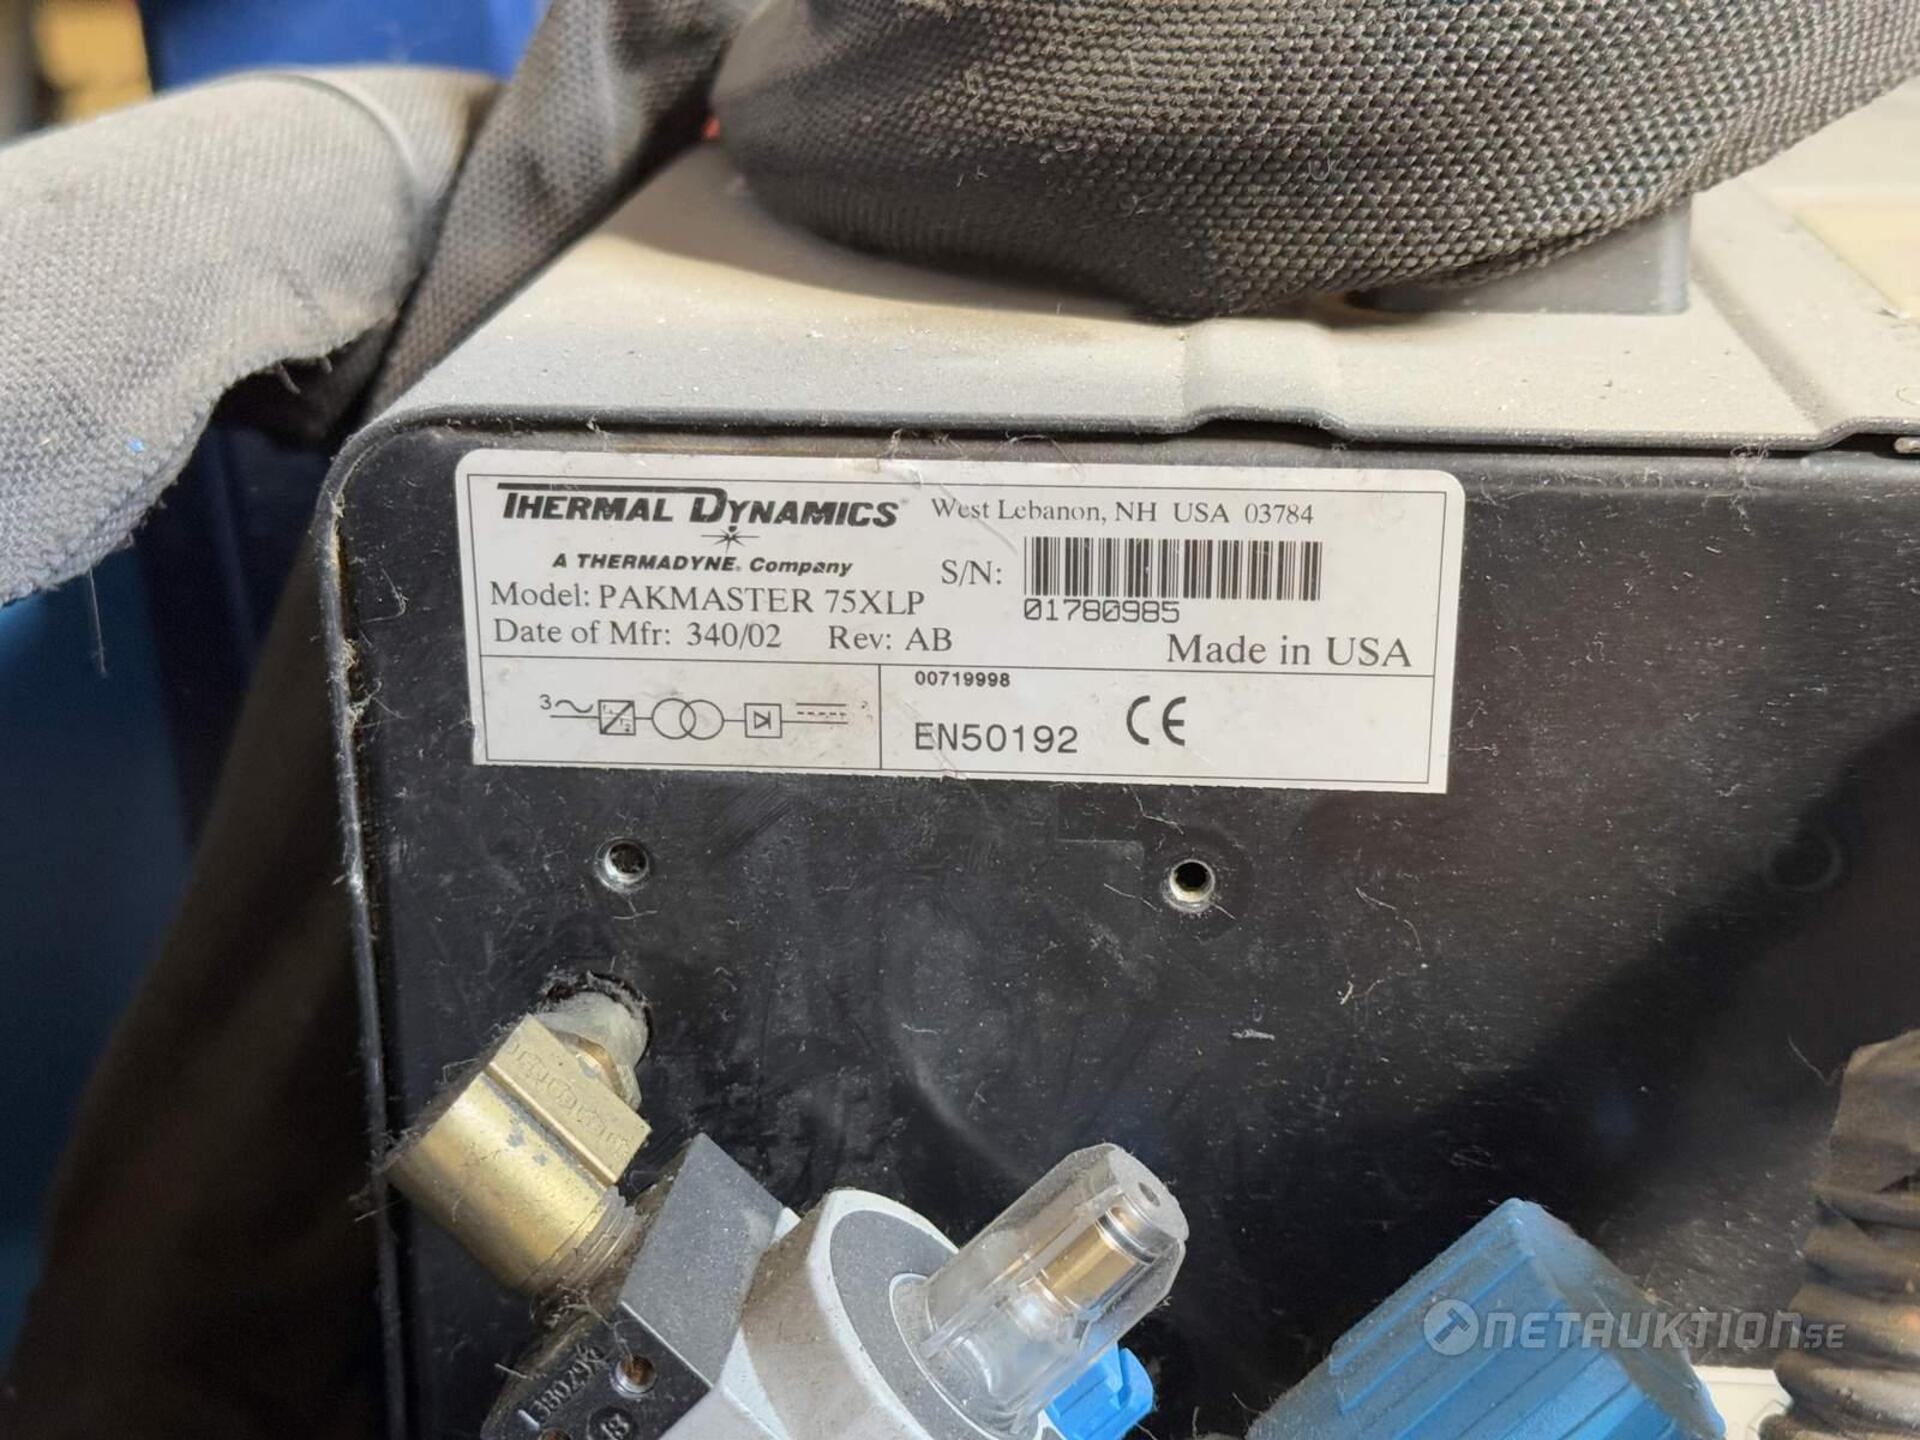 THERMAL DYNAMICS® West Lebanon, NH USA 03784
A THERMADYNE® Company
S/N:
Model: PAKMASTER 75XLP
01780985
Date of Mfr: 340/02 Rev: AB
Made in USA
00719998
3
EN50192 CE
NETAUKTION.SE